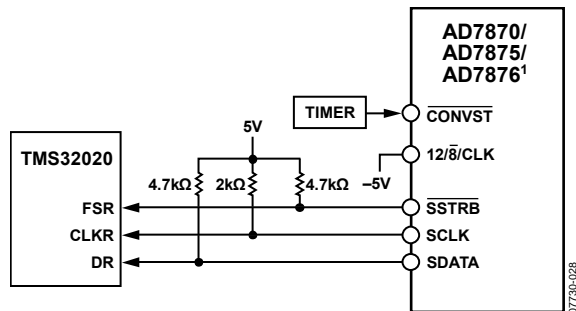 AD7870/
AD7875/
AD7876¹
TIMER
CONVST
5V
12/8/CLK
TMS32020
4.7kΩ
2kΩ
4.7kΩ
–5V
FSR
SSTRB
CLKR
SCLK
DR
SDATA
07730-028